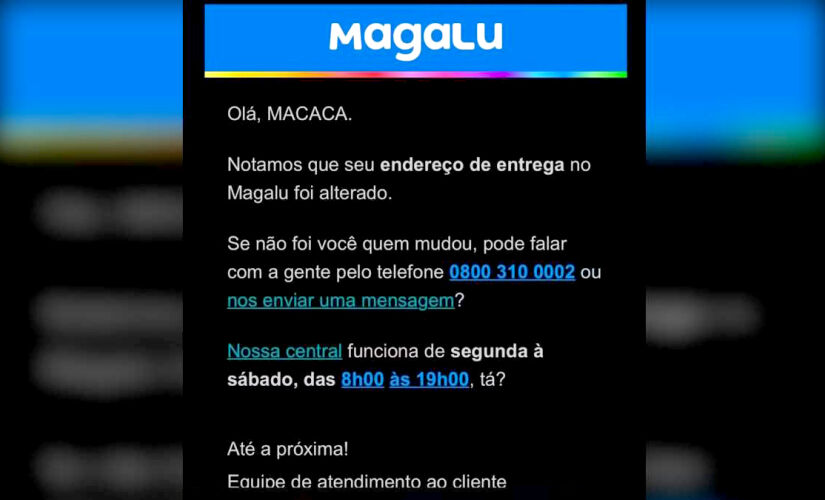 Magalu
Olá, MACACA.
Notamos que seu endereço de entrega no
Magalu foi alterado.
Se não foi você quem mudou, pode falar
com a gente pelo telefone 0800 310 0002 ou
nos enviar uma mensagem?
Nossa central funciona de segunda à
sábado, das 8h00 às 19h00, tá?
Até a próxima!
Equipe de atendimento ao cliente